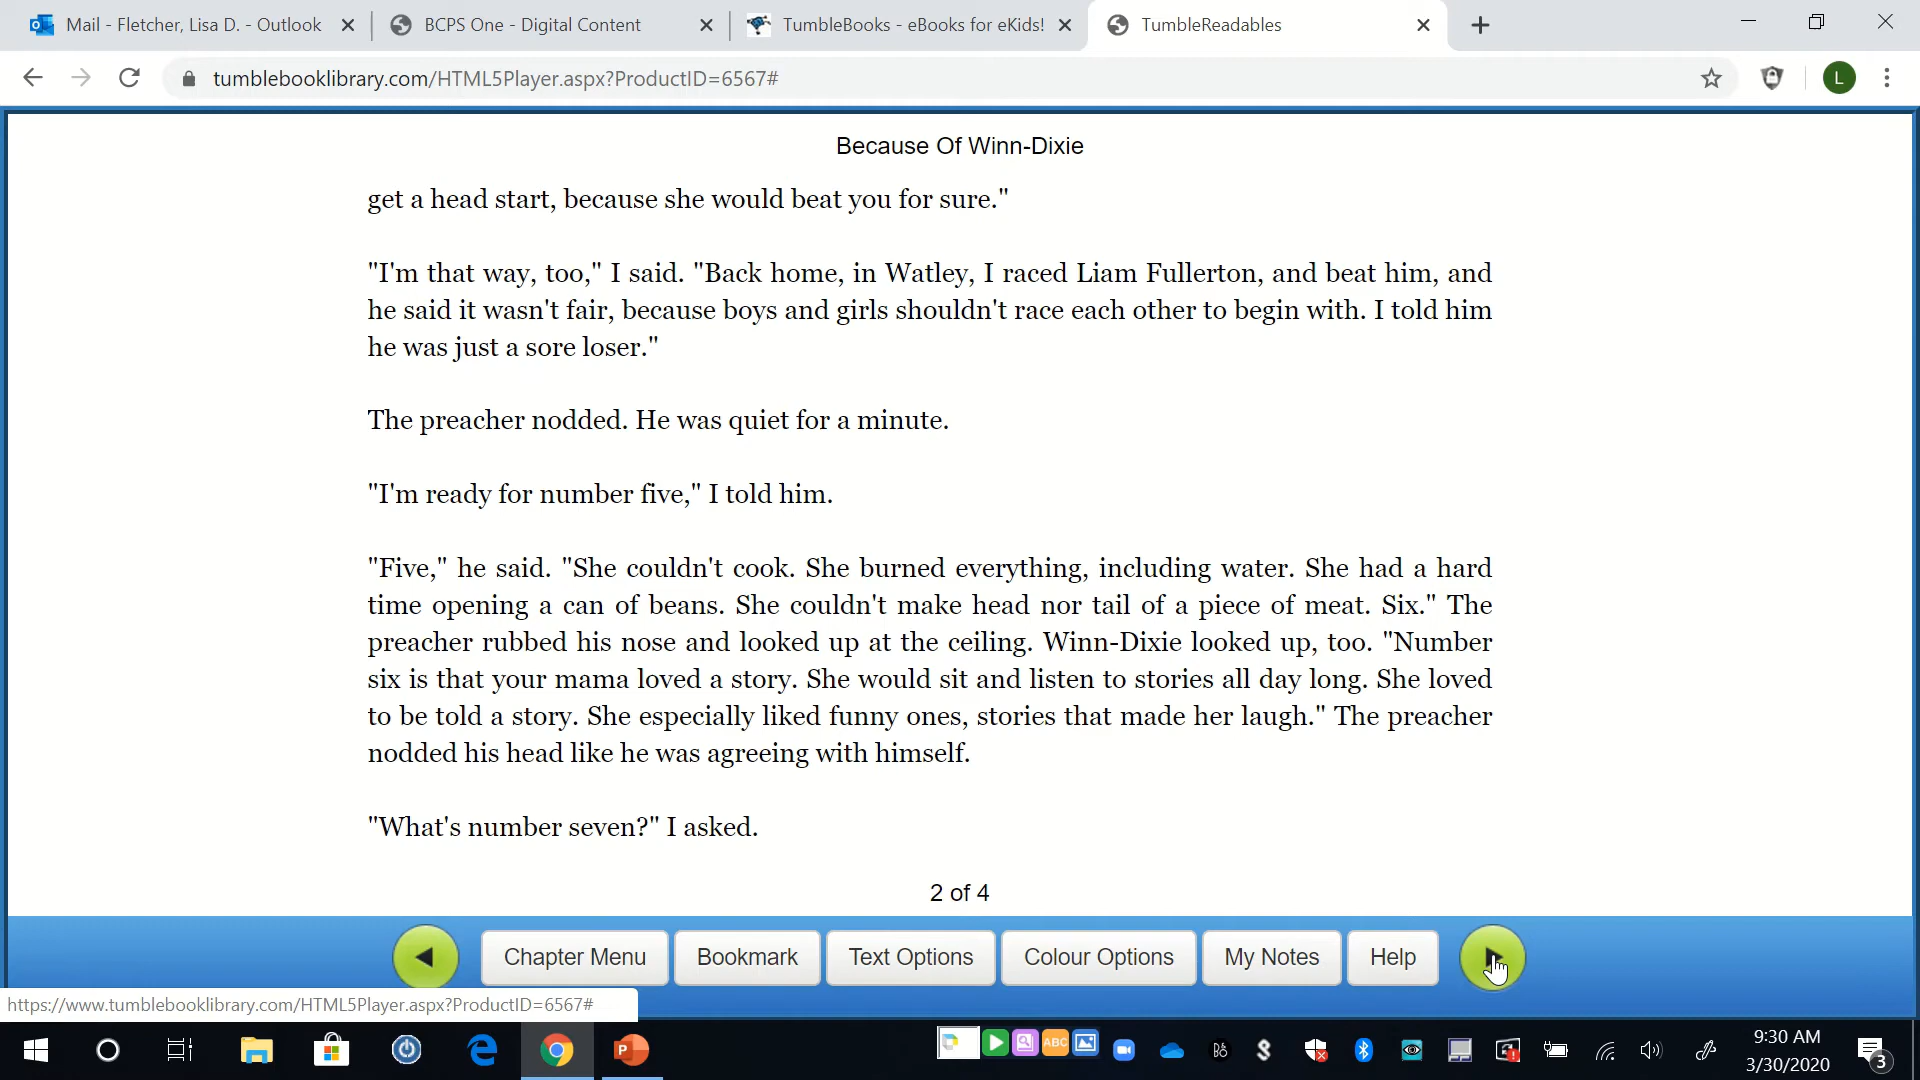 Mail - Fletcher, Lisa D. - Outlook
BCPS One - Digital Content
TumbleBooks - eBooks for eKids!
TumbleReadables
tumblebooklibrary.com/HTML5Player.aspx?ProductID=6567#
L
Because Of Winn-Dixie
get a head start, because she would beat you for sure."
"I'm that way, too," I said. "Back home, in Watley, I raced Liam Fullerton, and beat him, and
he said it wasn't fair, because boys and girls shouldn't race each other to begin with. I told him
he was just a sore loser."
The preacher nodded. He was quiet for a minute.
"I'm ready for number five," I told him.
"Five," he said. "She couldn't cook. She burned everything, including water. She had a hard
time opening a can of beans. She couldn't make head nor tail of a piece of meat. Six." The
preacher rubbed his nose and looked up at the ceiling. Winn-Dixie looked up, too. "Number
six is that your mama loved a story. She would sit and listen to stories all day long. She loved
to be told a story. She especially liked funny ones, stories that made her laugh." The preacher
nodded his head like he was agreeing with himself.
"What's number seven?" I asked.
2 of 4
Chapter Menu
Bookmark
Text Options
Colour Options
My Notes
Help
https://www.tumblebooklibrary.com/HTML5Player.aspx?ProductID=6567#
ABC
9:30 AM
3/30/2020
3